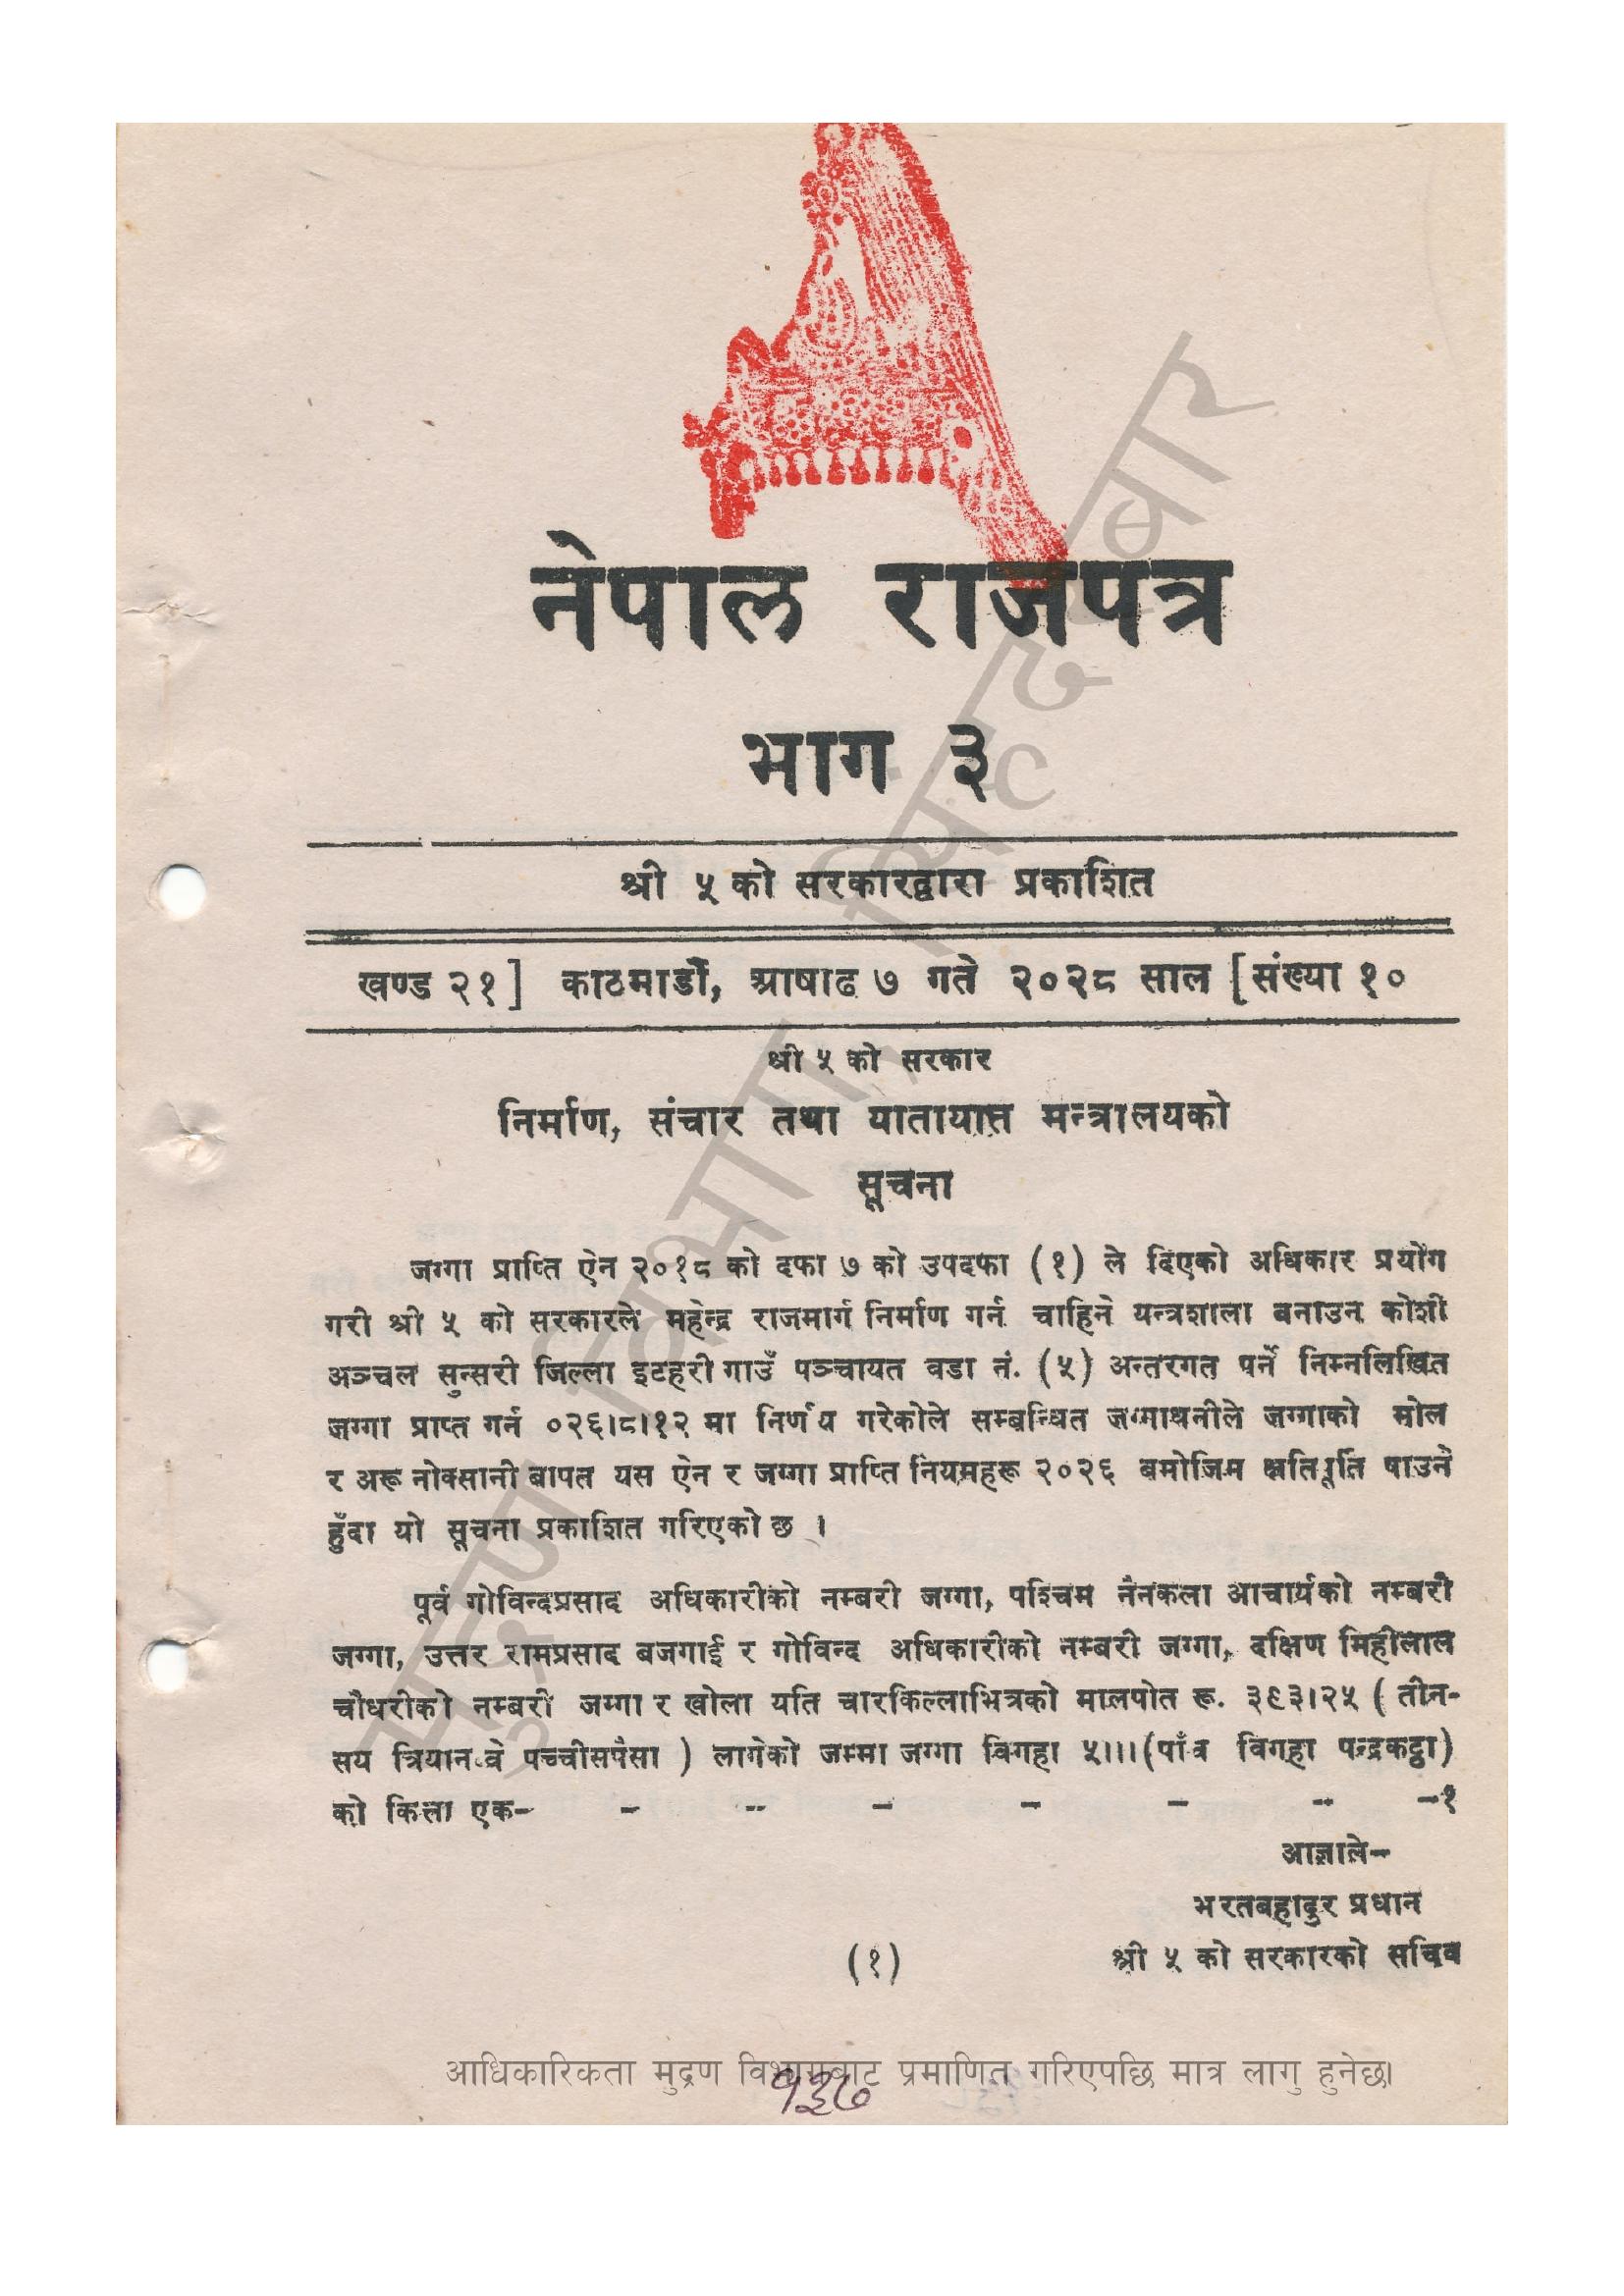 नेपाल राजपत्र
भाग ३
श्री ५ को सरकारद्वारा प्रकाशित
खण्ड २१] काठमाडौं, आषाढ ७ गते २०२८ साल [संख्या १०
श्री ५ को सरकार
निर्माण, संचार तथा यातायात मन्त्रालयको
सूचना
जग्गा प्राप्ति ऐन २०१८ को दफा ७ को उपदफा (१) ले दिएको अधिकार प्रयोग
गरी श्री ५ को सरकारले महेन्द्र राजमार्ग निर्माण गर्न चाहिने यन्त्रशाला बनाउन कोशी
अञ्चल सुन्सरी जिल्ला इटहरी गाउँ पञ्चायत वडा नं. (५) अन्तरगत पर्ने निम्नलिखित
जग्गा प्राप्त गर्न ०२६।८।१२ मा निर्णय गरेकोले सम्बन्धित जग्गाधनीले जग्गाको मोल
र अरू नोक्सानी बापत यस ऐन र जग्गा प्राप्ति नियमहरू २०२६ बमोजिम क्षतिपूर्ति पाउने
हुँदा यो सूचना प्रकाशित गरिएको छ ।
पूर्व गोविन्दप्रसाद अधिकारीको नम्बरी जग्गा, पश्चिम नैनकला आचार्यको नम्बरी
जग्गा, उत्तर रामप्रसाद बजगाई र गोविन्द अधिकारीको नम्बरी जग्गा, दक्षिण मिहीलाल
चौधरीको नम्बरी जग्गा र खोला यति चारकिल्लाभित्रको मालपोत रू. ३९३।२५ ( तीन-
सय त्रियानब्बे पच्चीसपैसा ) लागेको जम्मा जग्गा विगहा ५।।। (पाँच विगहा पन्द्रकट्ठा)
को कित्ता एक- - -- - - - -- -१
आज्ञाले-
भरतबहादुर प्रधान
(१) श्री ५ को सरकारको सचिव
आधिकारिकता मुद्रण विभागबाट प्रमाणित गरिएपछि मात्र लागु हुनेछ।
१३७
मुद्रण विभाग, सिंहदरबार